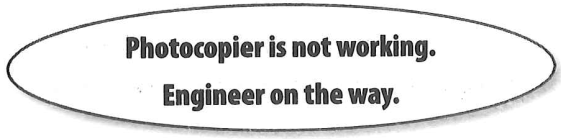 Photocopier is not working.
Engineer on the way.